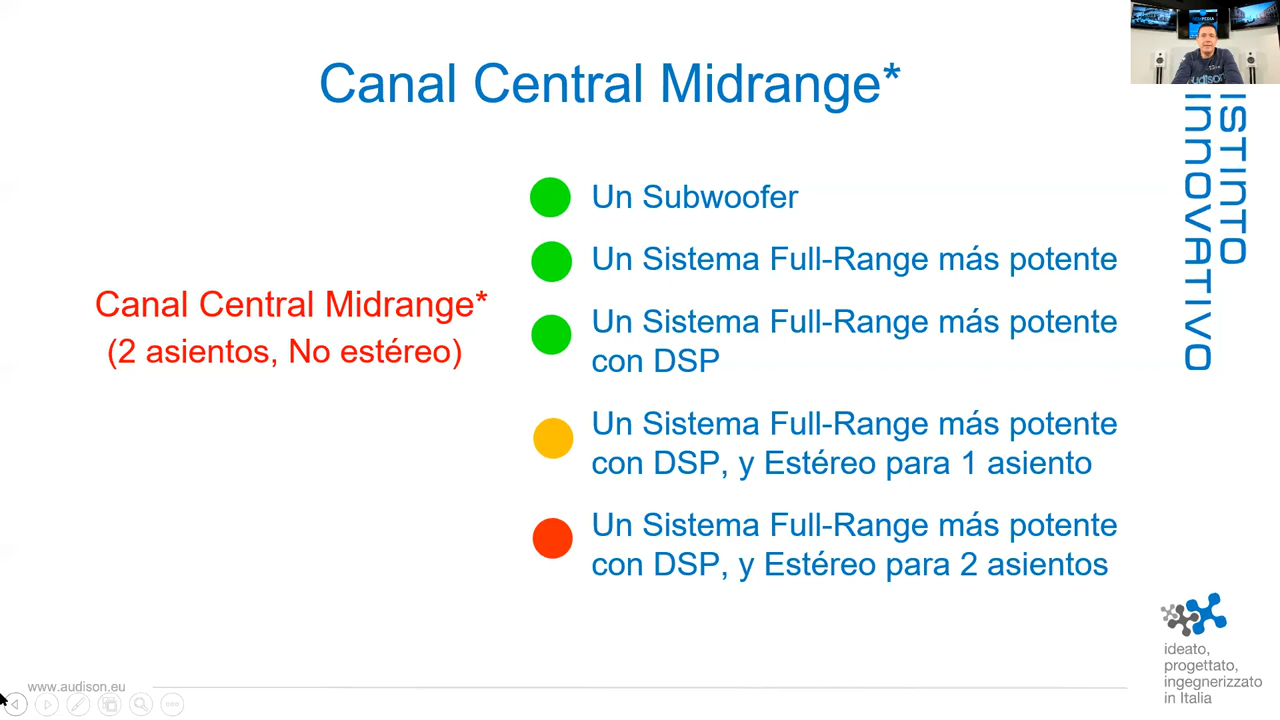 Canal Central Midrange*
Un Subwoofer
Un Sistema Full-Range más potente
Canal Central Midrange*
(2 asientos, No estéreo)
Un Sistema Full-Range más potente
con DSP
Un Sistema Full-Range más potente
con DSP, y Estéreo para 1 asiento
Un Sistema Full-Range más potente
con DSP, y Estéreo para 2 asientos
ISTINTO
INNOVATIVO
audison
ideato,
progettato,
ingegnerizzato
in Italia
www.audison.eu